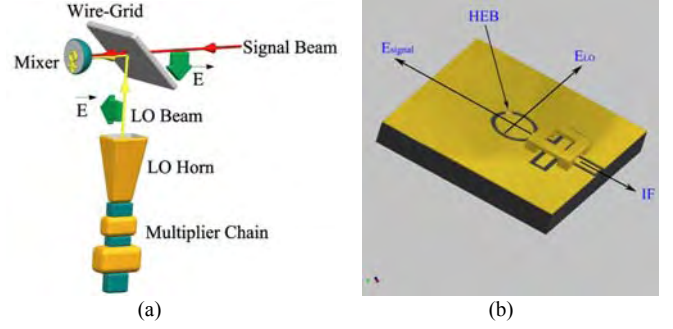 Wire-Grid
Signal Beam
Mixer
E
E
LO Beam
LO Horn
Multiplier Chain
(a)
HEB
Esignal
ELO
IF
(b)